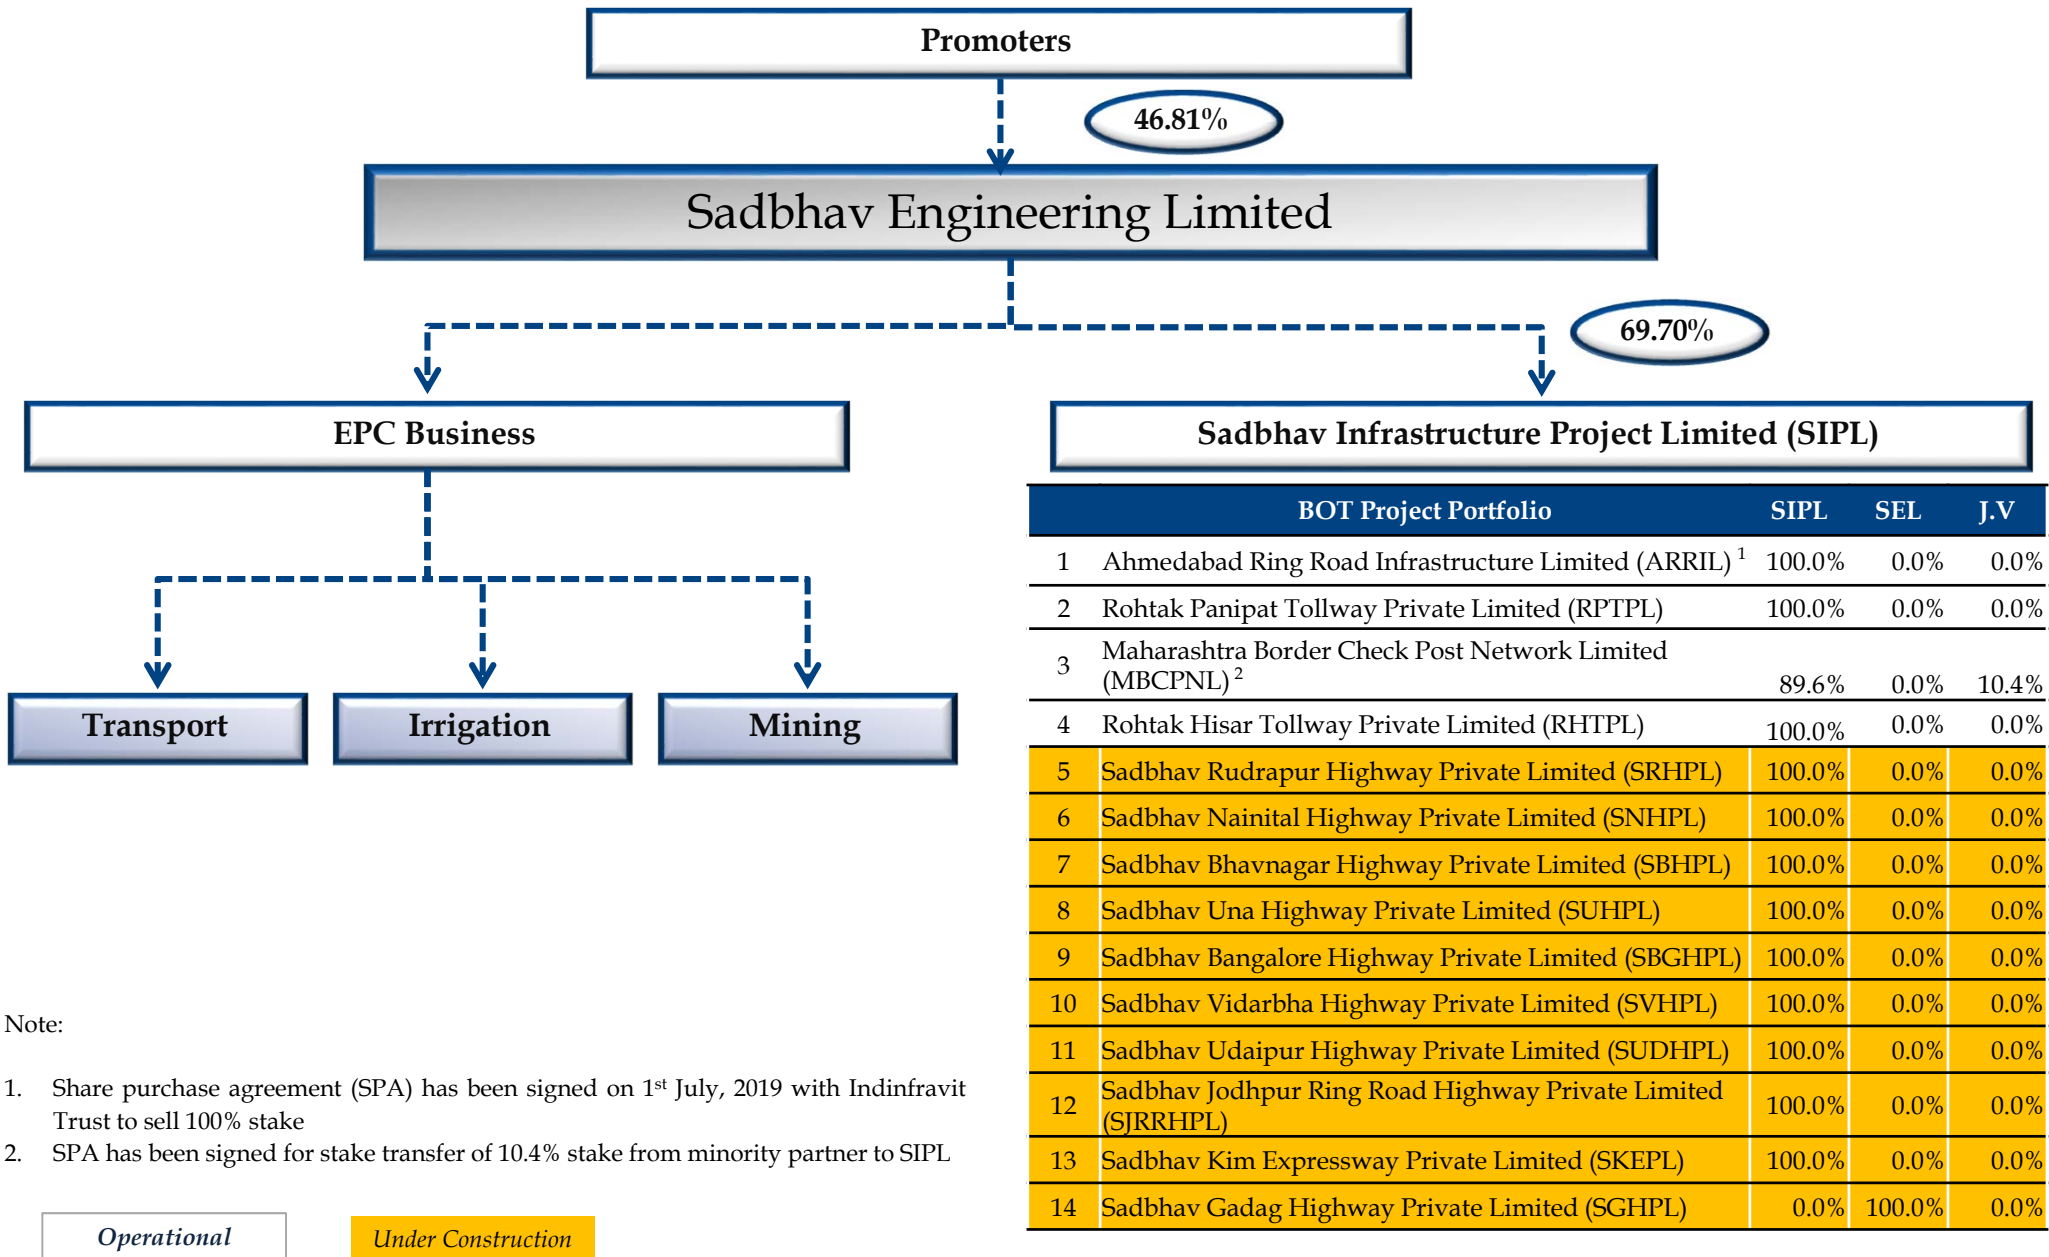 Promoters
46.81%
Sadbhav Engineering Limited
69.70%
EPC Business
Sadbhav Infrastructure Project Limited (SIPL)
Transport
Irrigation
Mining
BOT Project Portfolio SIPL SEL J.V
1 Ahmedabad Ring Road Infrastructure Limited (ARRIL) 1 100.0% 0.0% 0.0%
2 Rohtak Panipat Tollway Private Limited (RPTPL) 100.0% 0.0% 0.0%
3 Maharashtra Border Check Post Network Limited
(MBCPNL) 2 89.6% 0.0% 10.4%
4 Rohtak Hisar Tollway Private Limited (RHTPL) 100.0% 0.0% 0.0%
5 Sadbhav Rudrapur Highway Private Limited (SRHPL) 100.0% 0.0% 0.0%
6 Sadbhav Nainital Highway Private Limited (SNHPL) 100.0% 0.0% 0.0%
7 Sadbhav Bhavnagar Highway Private Limited (SBHPL) 100.0% 0.0% 0.0%
8 Sadbhav Una Highway Private Limited (SUHPL) 100.0% 0.0% 0.0%
9 Sadbhav Bangalore Highway Private Limited (SBGHPL) 100.0% 0.0% 0.0%
10 Sadbhav Vidarbha Highway Private Limited (SVHPL) 100.0% 0.0% 0.0%
11 Sadbhav Udaipur Highway Private Limited (SUDHPL) 100.0% 0.0% 0.0%
12 Sadbhav Jodhpur Ring Road Highway Private Limited
(SJRRHPL) 100.0% 0.0% 0.0%
13 Sadbhav Kim Expressway Private Limited (SKEPL) 100.0% 0.0% 0.0%
14 Sadbhav Gadag Highway Private Limited (SGHPL) 0.0% 100.0% 0.0%
Note:
1. Share purchase agreement (SPA) has been signed on 1st July, 2019 with Indinfravit
Trust to sell 100% stake
2. SPA has been signed for stake transfer of 10.4% stake from minority partner to SIPL
Operational
Under Construction